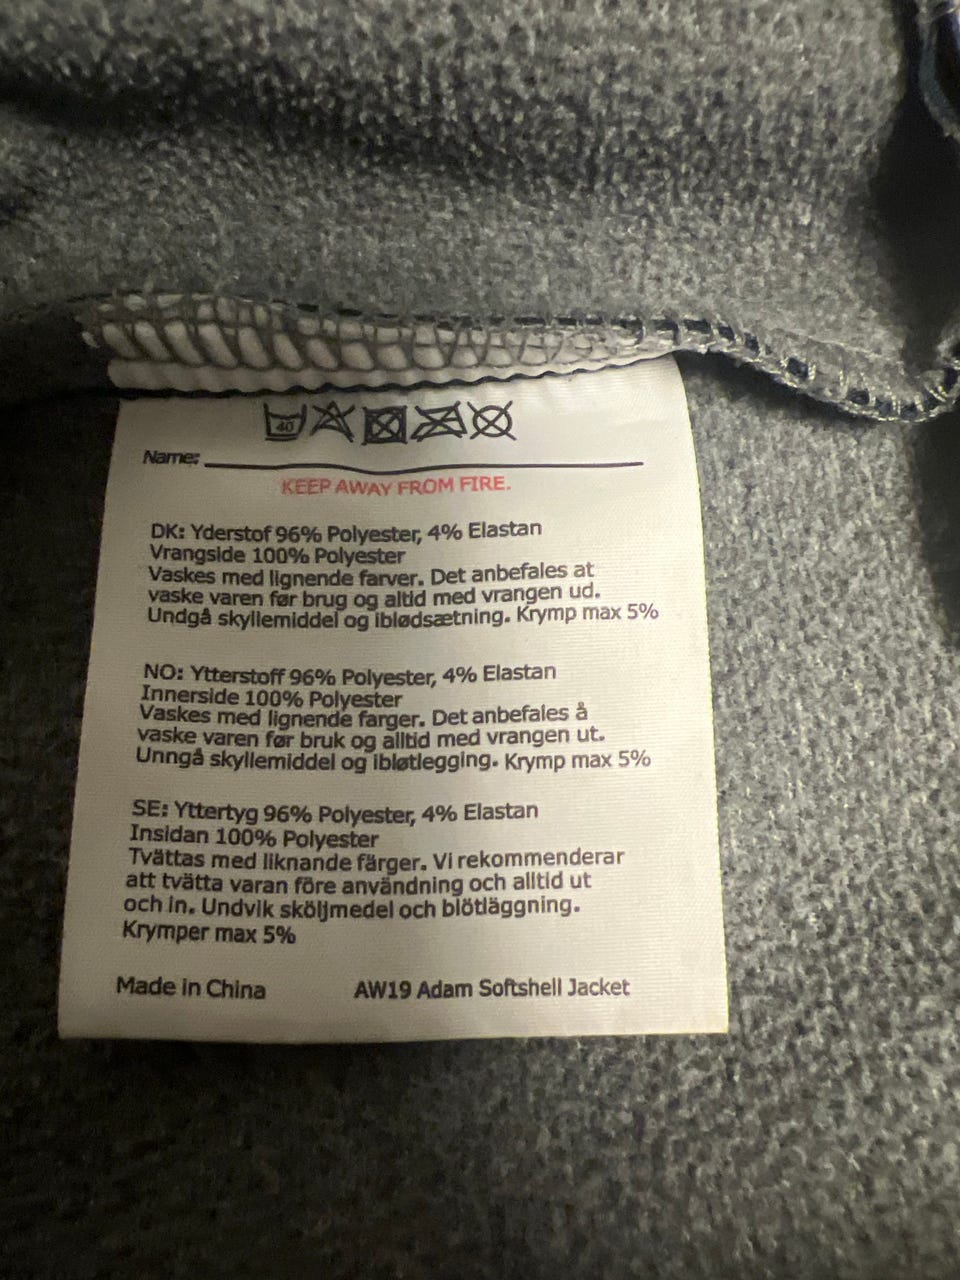 40
Name:
KEEP AWAY FROM FIRE.
DK: Yderstof 96% Polyester, 4% Elastan
Vrangside 100% Polyester
Vaskes med lignende farver. Det anbefales at
vaske varen før brug og altid med vrangen ud.
Undgå skyllemiddel og iblødsætning. Krymp max 5%
NO: Ytterstoff 96% Polyester, 4% Elastan
Innerside 100% Polyester
Vaskes med lignende farger. Det anbefales å
vaske varen før bruk og alltid med vrangen ut.
Unngå skyllemiddel og ibløtlegging. Krymp max 5%
SE: Yttertyg 96% Polyester, 4% Elastan
Insidan 100% Polyester
Tvättas med liknande färger. Vi rekommenderar
att tvätta varan före användning och alltid ut
och in. Undvik sköljmedel och blötläggning.
Krymper max 5%
Made in China AW19 Adam Softshell Jacket